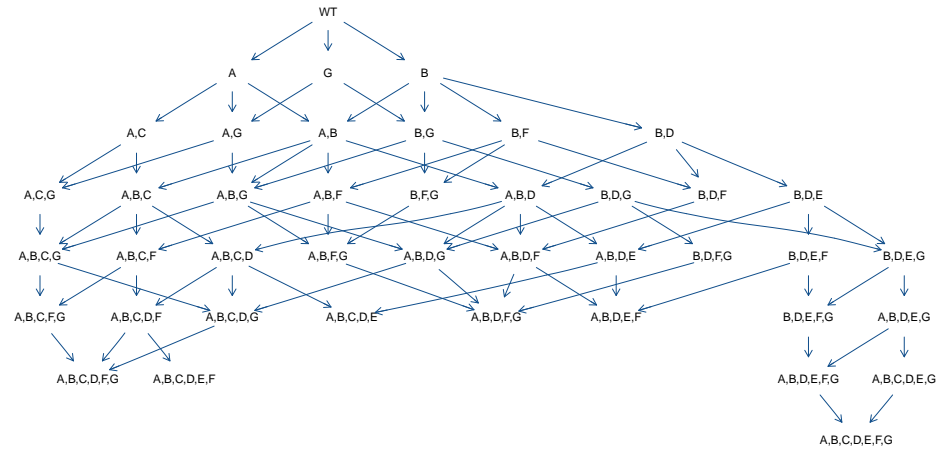 WT
A G B
A,C A,G A,B B,G B,F B,D
A,C,G A,B,C A,B,G A,B,F B,F,G A,B,D B,D,G B,D,F B,D,E
A,B,C,G A,B,C,F A,B,C,D A,B,F,G A,B,D,G A,B,D,F A,B,D,E B,D,F,G B,D,E,F B,D,E,G
A,B,C,F,G A,B,C,D,F A,B,C,D,G A,B,C,D,E A,B,D,F,G A,B,D,E,F B,D,E,F,G A,B,D,E,G
A,B,C,D,F,G A,B,C,D,E,F A,B,D,E,F,G A,B,C,D,E,G
A,B,C,D,E,F,G